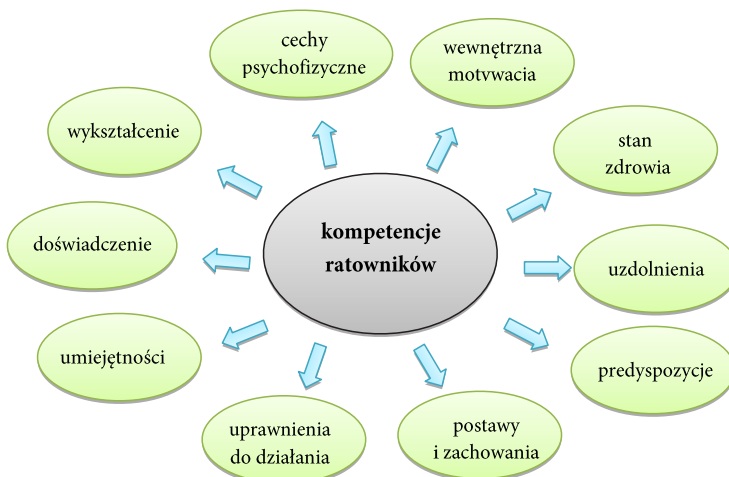 cechy
psychofizyczne
wewnętrzna
motywacja
wykształcenie
stan
zdrowia
kompetencje
ratowników
doświadczenie
uzdolnienia
umiejętności
predyspozycje
uprawnienia
do działania
postawy
i zachowania